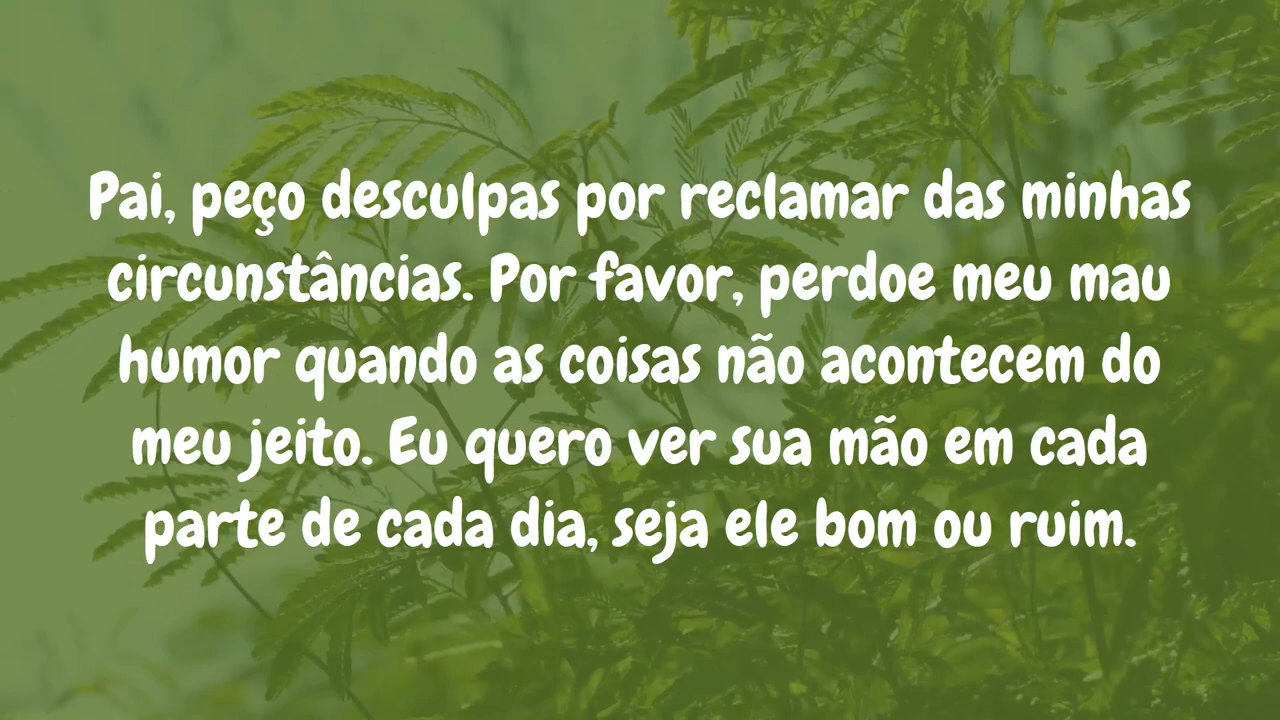 Pai, peço desculpas por reclamar das minhas
circunstâncias. Por favor, perdoe meu mau
humor quando as coisas não acontecem do
meu jeito. Eu quero ver sua mão em cada
parte de cada dia, seja ele bom ou ruim.